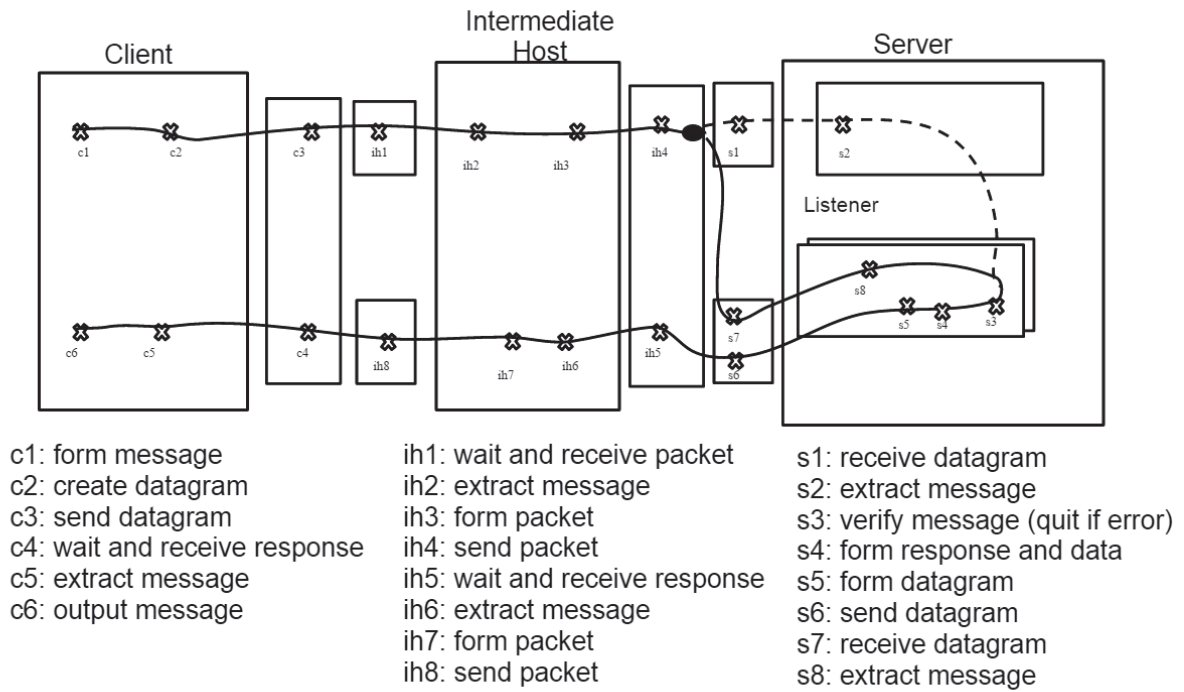 Client
Intermediate
Host
Server
c1
c2
c3
ih1
ih2
ih3
ih4
s1
s2
Listener
s8
s5
s4
s3
s7
s6
c6
c5
c4
ih8
ih7
ih6
ih5
c1: form message
c2: create datagram
c3: send datagram
c4: wait and receive response
c5: extract message
c6: output message
ih1: wait and receive packet
ih2: extract message
ih3: form packet
ih4: send packet
ih5: wait and receive response
ih6: extract message
ih7: form packet
ih8: send packet
s1: receive datagram
s2: extract message
s3: verify message (quit if error)
s4: form response and data
s5: form datagram
s6: send datagram
s7: receive datagram
s8: extract message